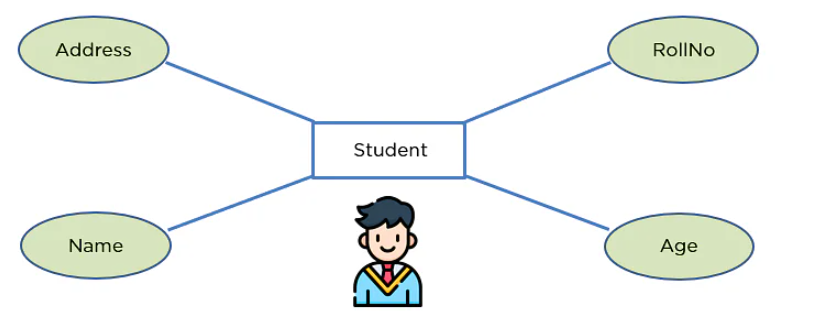 Address
RollNo
Student
Name
Age